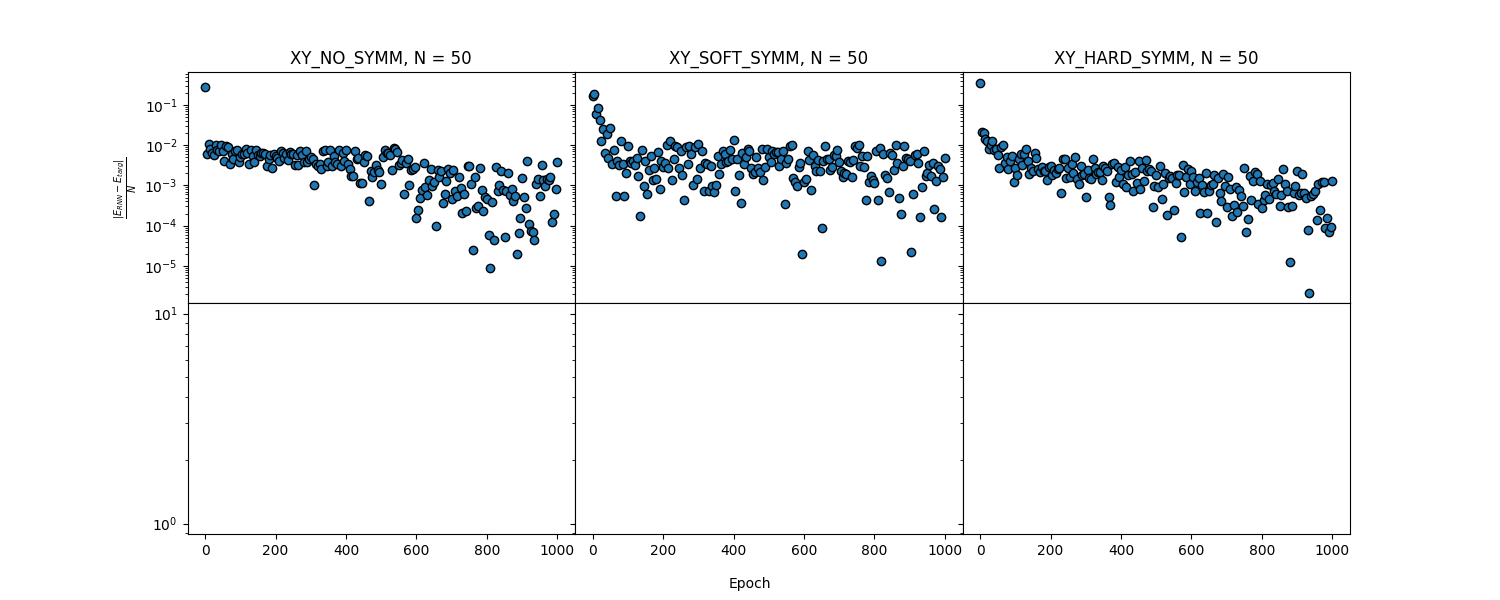 XY_NO_SYMM, N = 50 XY_SOFT_SYMM, N = 50 XY_HARD_SYMM, N = 50
|E_RNN − E_targ|
N
10⁻¹
10⁻²
10⁻³
10⁻⁴
10⁻⁵
10¹
10⁰
0 200 400 600 800 1000 0 200 400 600 800 1000 0 200 400 600 800 1000
Epoch